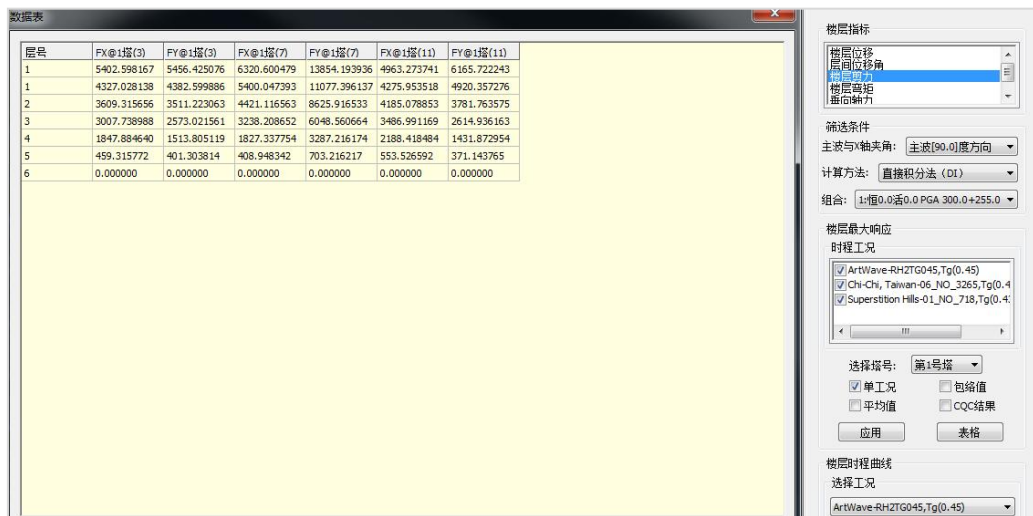 数据表
层号 FX@1塔(3) FY@1塔(3) FX@1塔(7) FY@1塔(7) FX@1塔(11) FY@1塔(11)
1 5402.598167 5456.425076 6320.600479 13854.193936 4963.273741 6165.722243
1 4327.028138 4382.599886 5400.047393 11077.396137 4275.953518 4920.357276
2 3609.315656 3511.223063 4421.116563 8625.916533 4185.078853 3781.763575
3 3007.738988 2573.021561 3238.208652 6048.560664 3486.991169 2614.936163
4 1847.884640 1513.805119 1827.337754 3287.216174 2188.418484 1431.872954
5 459.315772 401.303814 408.948342 703.216217 553.526592 371.143765
6 0.000000 0.000000 0.000000 0.000000 0.000000 0.000000
楼层指标
楼层位移
层间位移角
楼层剪力
楼层弯矩
垂向轴力
筛选条件
主波与X轴夹角: 主波[90.0]度方向
计算方法: 直接积分法（DI）
组合: 1:恒0.0活0.0 PGA 300.0+255.0
楼层最大响应
时程工况
ArtWave-RH2TG045,Tg(0.45)
Chi-Chi, Taiwan-06_NO_3265,Tg(0.4
Superstition Hills-01_NO_718,Tg(0.4
选择塔号: 第1号塔
单工况 包络值
平均值 CQC结果
应用 表格
楼层时程曲线
选择工况
ArtWave-RH2TG045,Tg(0.45)